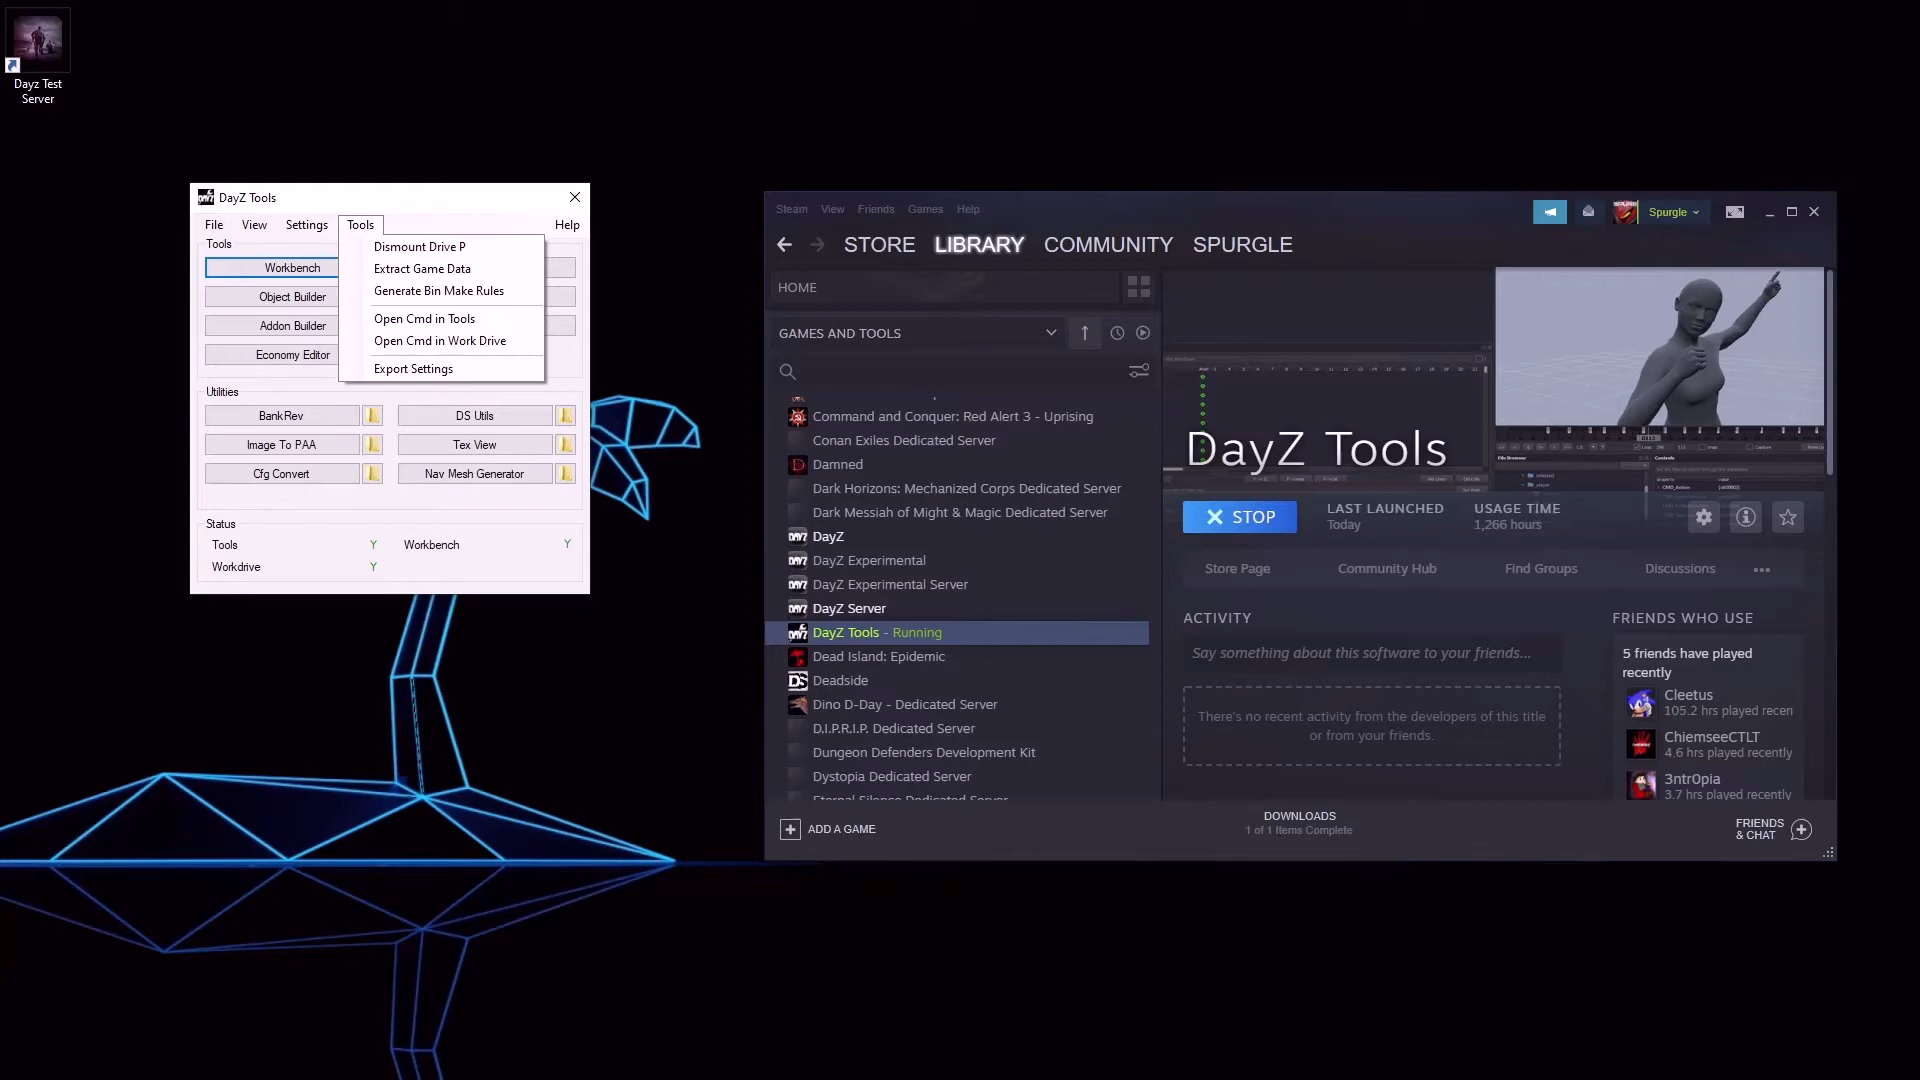 Dayz Test
Server
DayZ Tools
File View Settings Tools Help
Tools
Workbench
Object Builder
Addon Builder
Economy Editor
Dismount Drive P
Extract Game Data
Generate Bin Make Rules
Open Cmd in Tools
Open Cmd in Work Drive
Export Settings
Utilities
BankRev DS Utils
Image To PAA Tex View
Cfg Convert Nav Mesh Generator
Status
Tools Y Workbench Y
Workdrive Y
Steam View Friends Games Help
Spurgle
STORE LIBRARY COMMUNITY SPURGLE
HOME
GAMES AND TOOLS
Command and Conquer: Red Alert 3 - Uprising
Conan Exiles Dedicated Server
Damned
Dark Horizons: Mechanized Corps Dedicated Server
Dark Messiah of Might & Magic Dedicated Server
DayZ
DayZ Experimental
DayZ Experimental Server
DayZ Server
DayZ Tools - Running
Dead Island: Epidemic
Deadside
Dino D-Day - Dedicated Server
D.I.P.R.I.P. Dedicated Server
Dungeon Defenders Development Kit
Dystopia Dedicated Server
Eternal Silence Dedicated Server
DayZ Tools
STOP
LAST LAUNCHED
Today
USAGE TIME
1,266 hours
Store Page Community Hub Find Groups Discussions
ACTIVITY
Say something about this software to your friends...
There's no recent activity from the developers of this title
or from your friends.
FRIENDS WHO USE
5 friends have played
recently
Cleetus
105.2 hrs played recen
ChiemseeCTLT
4.6 hrs played recently
3ntr0pia
3.7 hrs played recently
ADD A GAME
DOWNLOADS
1 of 1 Items Complete
FRIENDS
& CHAT